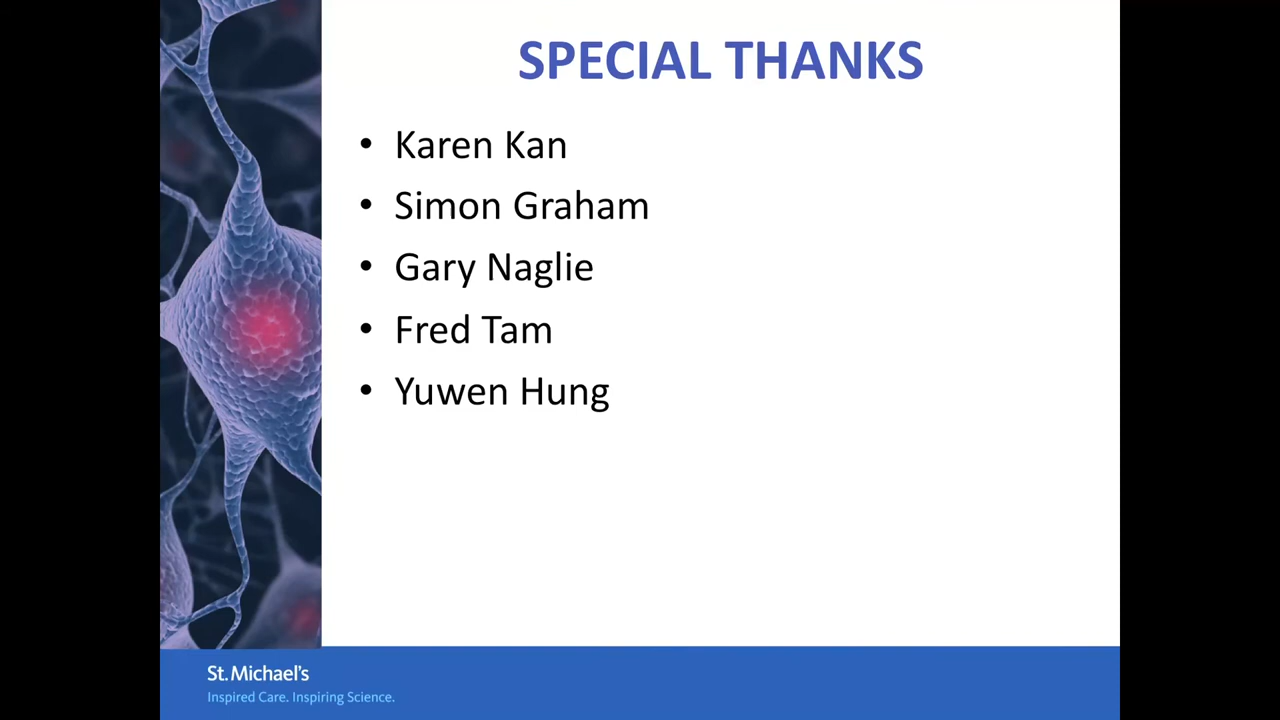 SPECIAL THANKS
• Karen Kan
• Simon Graham
• Gary Naglie
• Fred Tam
• Yuwen Hung
St. Michael's
Inspired Care. Inspiring Science.